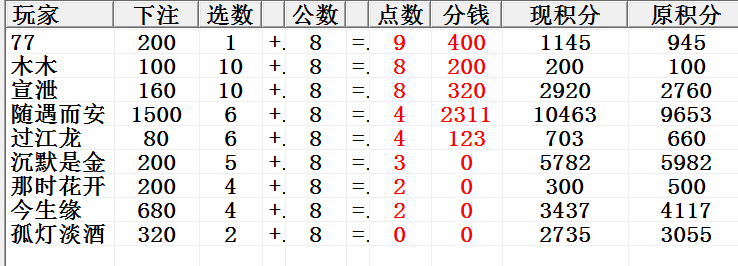 玩家 下注 选数 公数 点数 分钱 现积分 原积分
77 200 1 +. 8 =. 9 400 1145 945
木木 100 10 +. 8 =. 8 200 200 100
宣泄 160 10 +. 8 =. 8 320 2920 2760
随遇而安 1500 6 +. 8 =. 4 2311 10463 9653
过江龙 80 6 +. 8 =. 4 123 703 660
沉默是金 200 5 +. 8 =. 3 0 5782 5982
那时花开 200 4 +. 8 =. 2 0 300 500
今生缘 680 4 +. 8 =. 2 0 3437 4117
孤灯淡酒 320 2 +. 8 =. 0 0 2735 3055